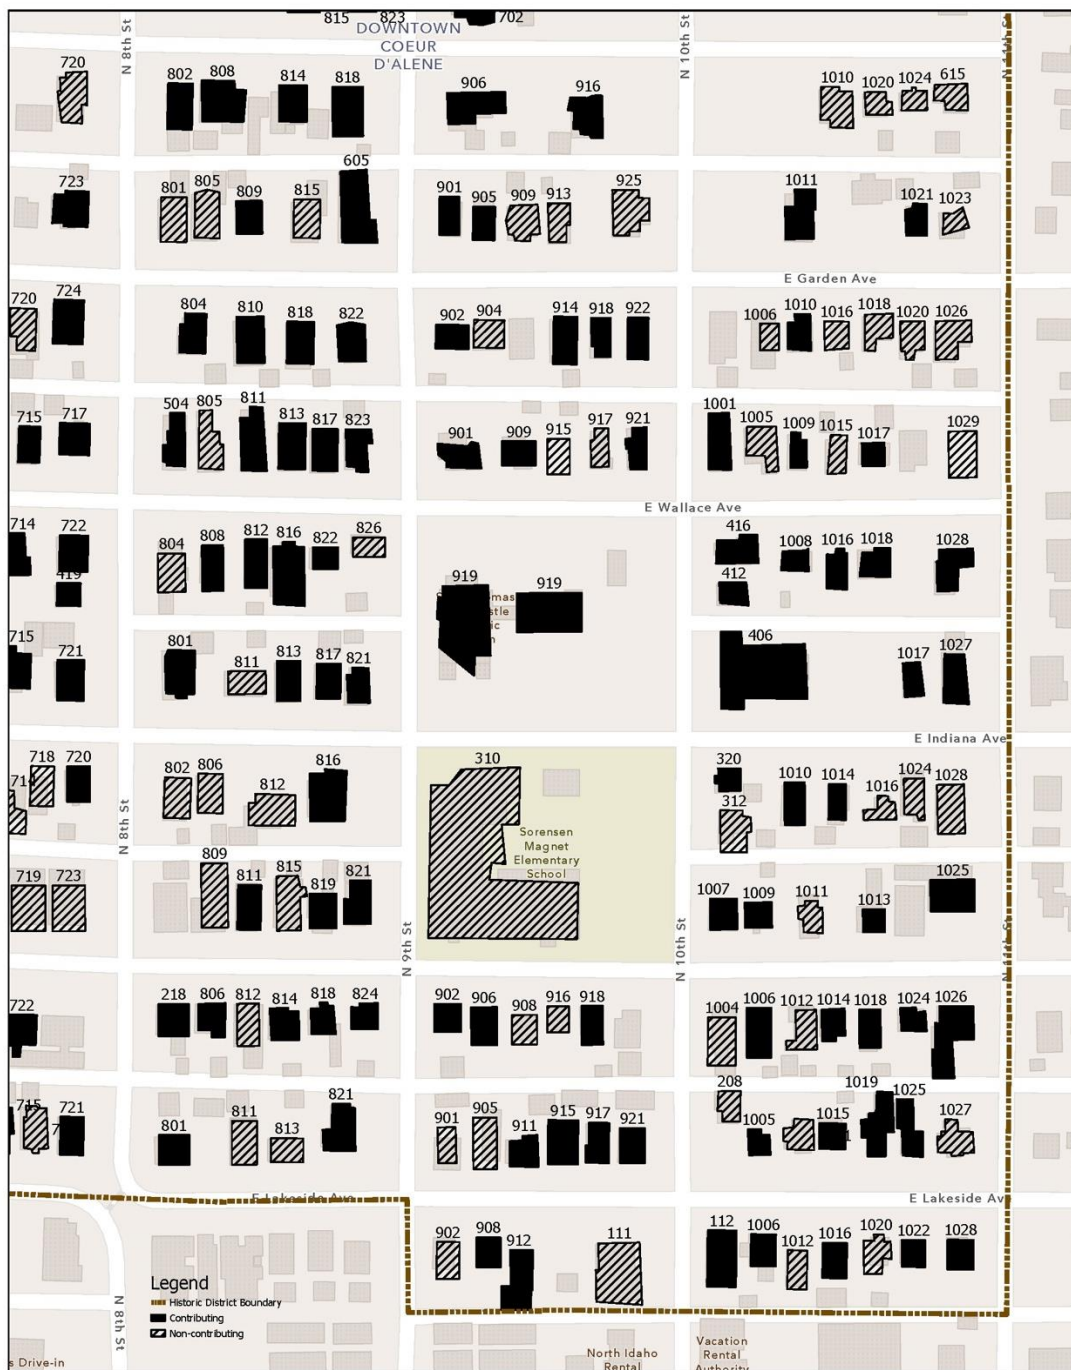 815 823 702
DOWNTOWN
COEUR
D'ALENE
N 8th St
N 10th St
N 11th St
720 802 808 814 818 906 916 1010 1020 1024 615
723 801 805 809 815 605 901 905 909 913 925 1011 1021 1023
E Garden Ave
720 724 804 810 818 822 902 904 914 918 922 1006 1010 1016 1018 1020 1026
715 717 504 805 811 813 817 823 901 909 915 917 921 1001 1005 1009 1015 1017 1029
E Wallace Ave
714 722 804 808 812 816 822 826 416 1008 1016 1018 1028
419 919 919 412
715 721 801 811 813 817 821 406 1017 1027
E Indiana Ave
718 720 802 806 812 816 310 320 1010 1014 1016 1024 1028
714 312
N 8th St
Sorensen
Magnet
Elementary
School
719 723 809 811 815 819 821 1007 1009 1011 1013 1025
N 9th St
N 10th St
N 11th St
722 218 806 812 814 818 824 902 906 908 916 918 1004 1006 1012 1014 1018 1024 1026
715 721 801 811 813 821 901 905 911 915 917 921 208 1005 1015 1019 1025 1027
E Lakeside Ave
E Lakeside Ave
902 908 912 111 112 1006 1012 1016 1020 1022 1028
N 8th St
Legend
Historic District Boundary
Contributing
Non-contributing
s Drive-in
North Idaho
Rental
Vacation
Rental
Authority